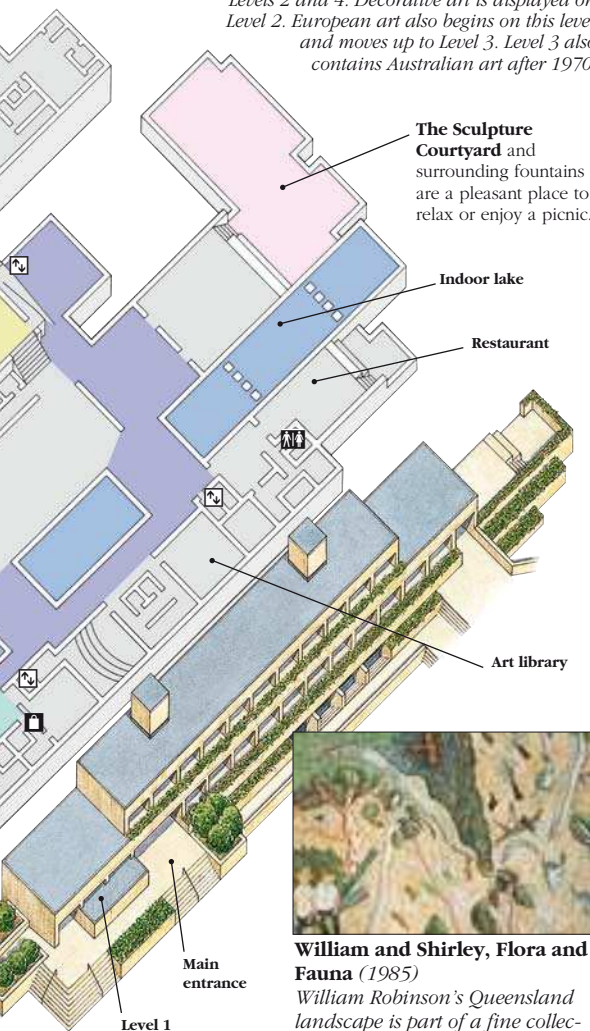 Levels 2 and 4. Decorative art is displayed on
Level 2. European art also begins on this level
and moves up to Level 3. Level 3 also
contains Australian art after 1970.
The Sculpture
Courtyard and
surrounding fountains
are a pleasant place to
relax or enjoy a picnic.
Indoor lake
Restaurant
Art library
Main
entrance
Level 1
William and Shirley, Flora and
Fauna (1985)
William Robinson's Queensland
landscape is part of a fine collec-